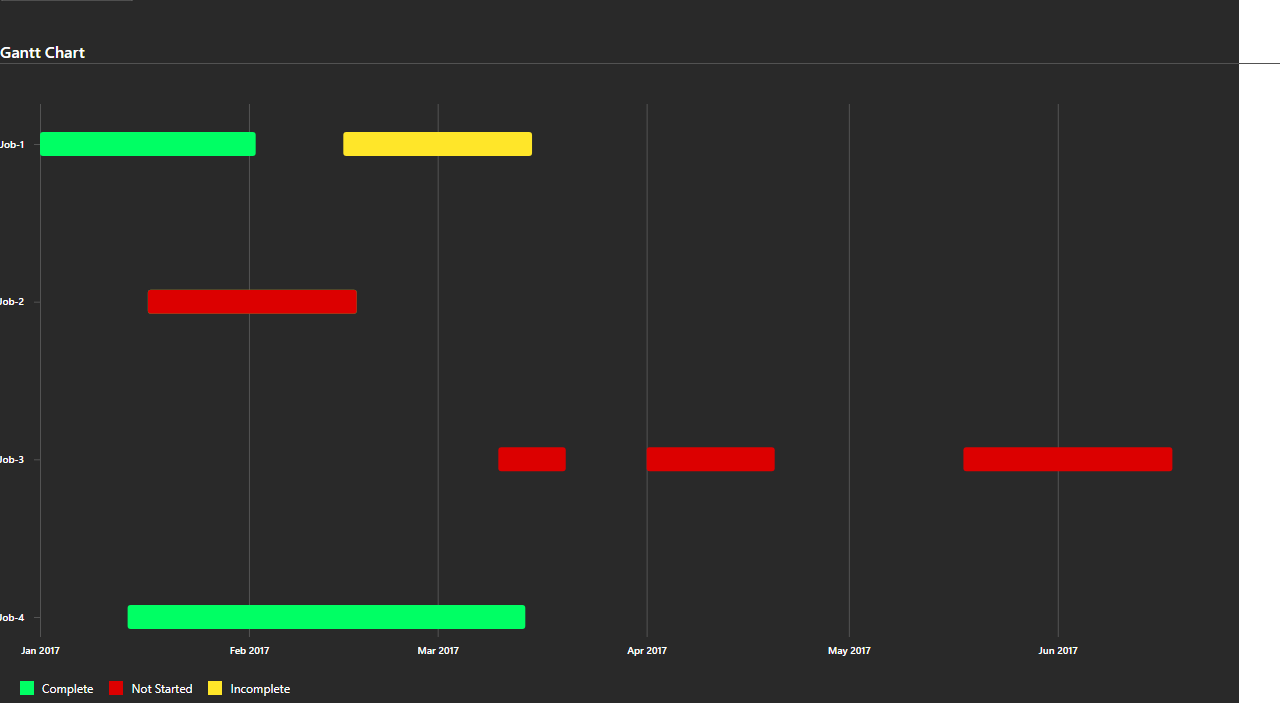 Gantt Chart
Job-1
Job-2
Job-3
Job-4
Jan 2017 Feb 2017 Mar 2017 Apr 2017 May 2017 Jun 2017
Complete Not Started Incomplete